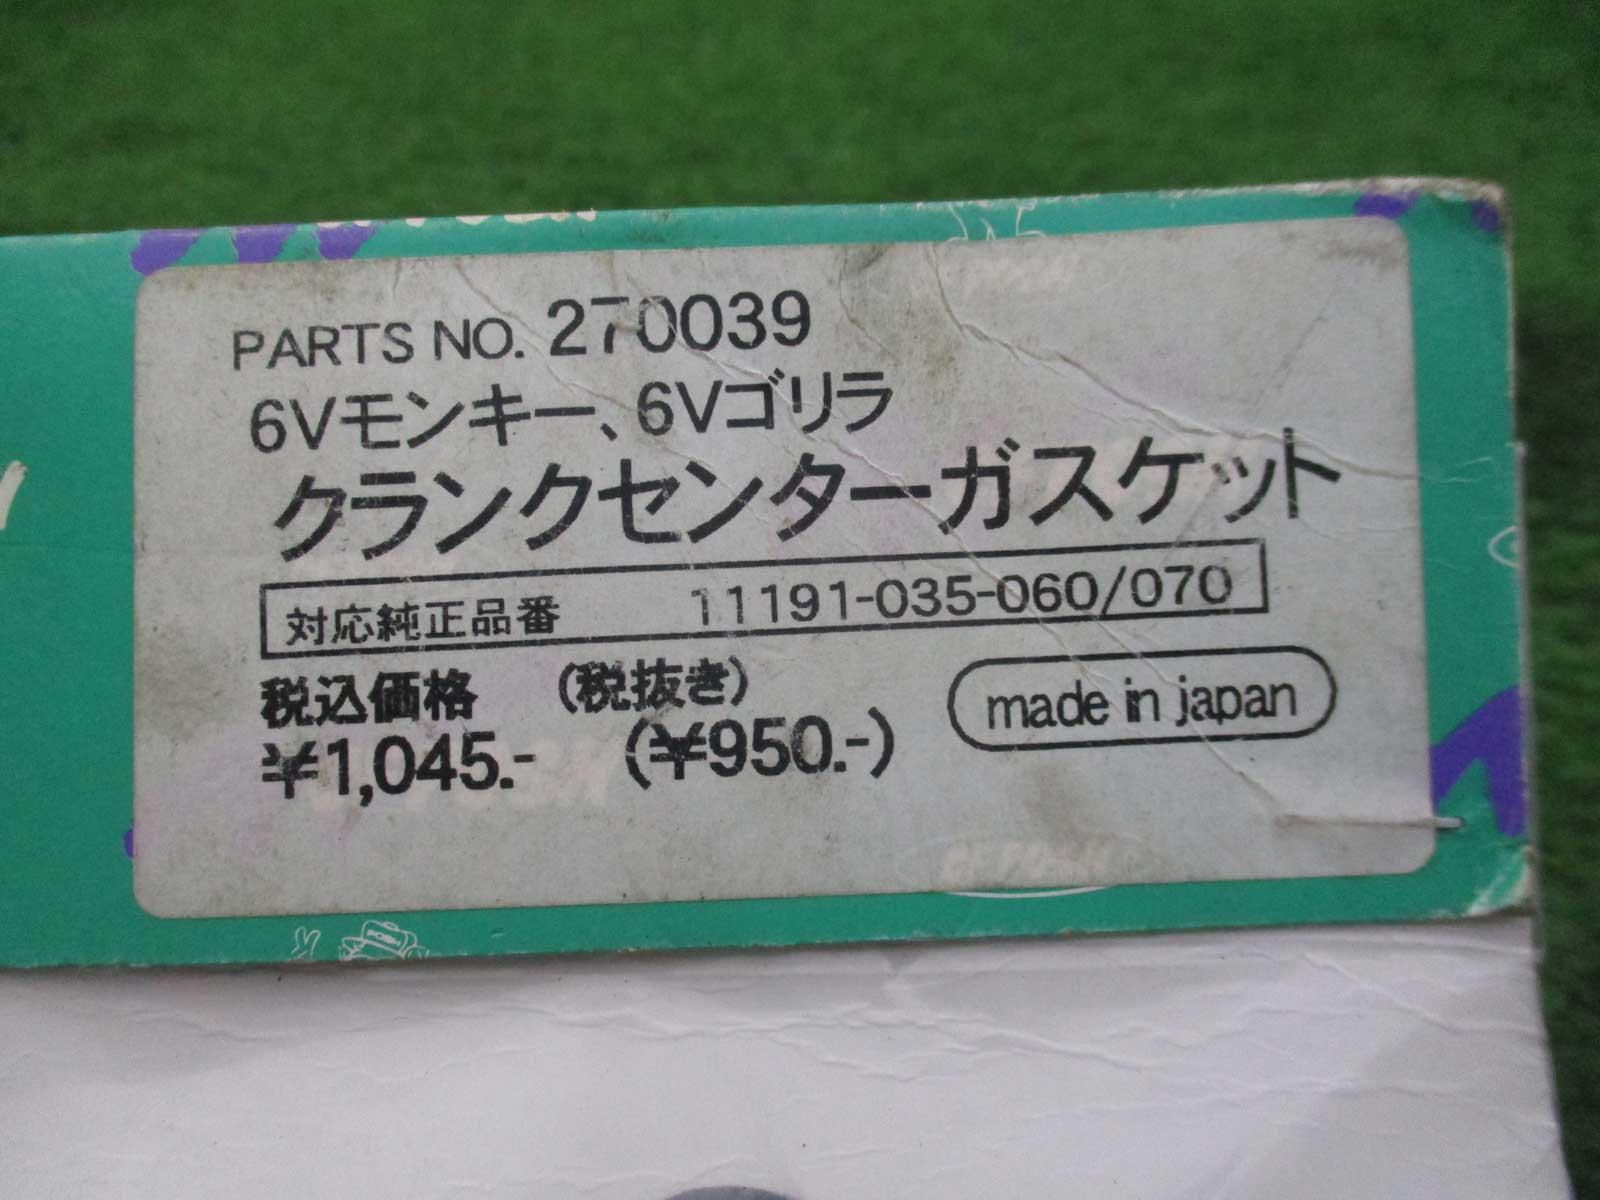 PARTS NO. 270039
6Vモンキー、6Vゴリラ
クランクセンターガスケット
対応純正品番 11191-035-060/070
税込価格 (税抜き)
¥1,045.- (¥950.-)
made in japan